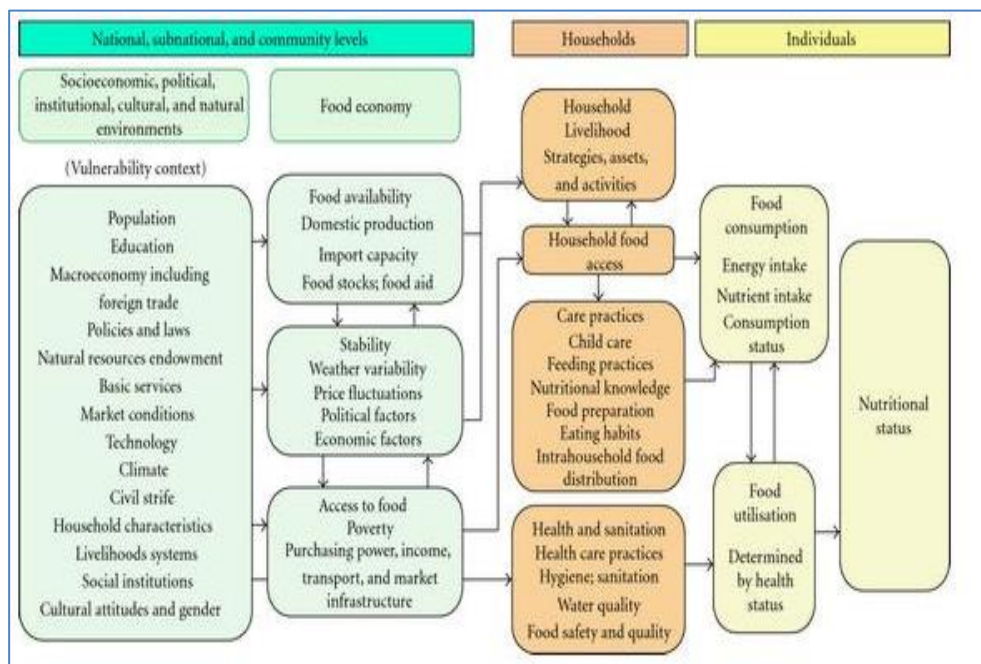 National, subnational, and community levels
Households
Individuals
Socioeconomic, political,
institutional, cultural, and natural
environments
Food economy
(Vulnerability context)
Population
Education
Macroeconomy including
foreign trade
Policies and laws
Natural resources endowment
Basic services
Market conditions
Technology
Climate
Civil strife
Household characteristics
Livelihoods systems
Social institutions
Cultural attitudes and gender
Food availability
Domestic production
Import capacity
Food stocks; food aid
Stability
Weather variability
Price fluctuations
Political factors
Economic factors
Access to food
Poverty
Purchasing power, income,
transport, and market
infrastructure
Household
Livelihood
Strategies, assets,
and activities
Household food
access
Care practices
Child care
Feeding practices
Nutritional knowledge
Food preparation
Eating habits
Intrahousehold food
distribution
Health and sanitation
Health care practices
Hygiene; sanitation
Water quality
Food safety and quality
Food
consumption
Energy intake
Nutrient intake
Consumption
status
Food
utilisation
Determined
by health
status
Nutritional
status